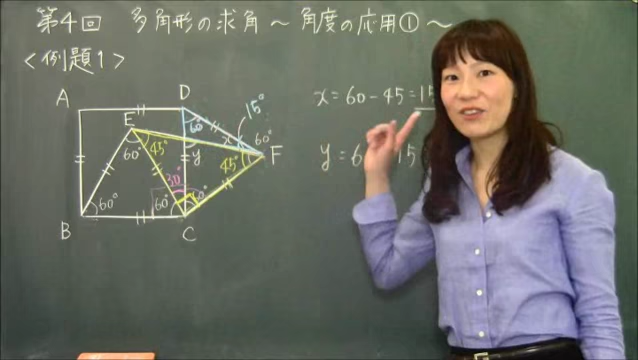 第4回 多角形の求角 ~ 角度の応用① ~
<例題1>
A
D
E
F
B
C
60°
15°
x
60°
60°
45°
y
45°
30°
60°
60°
x = 60 - 45 = 15
y = 6 15